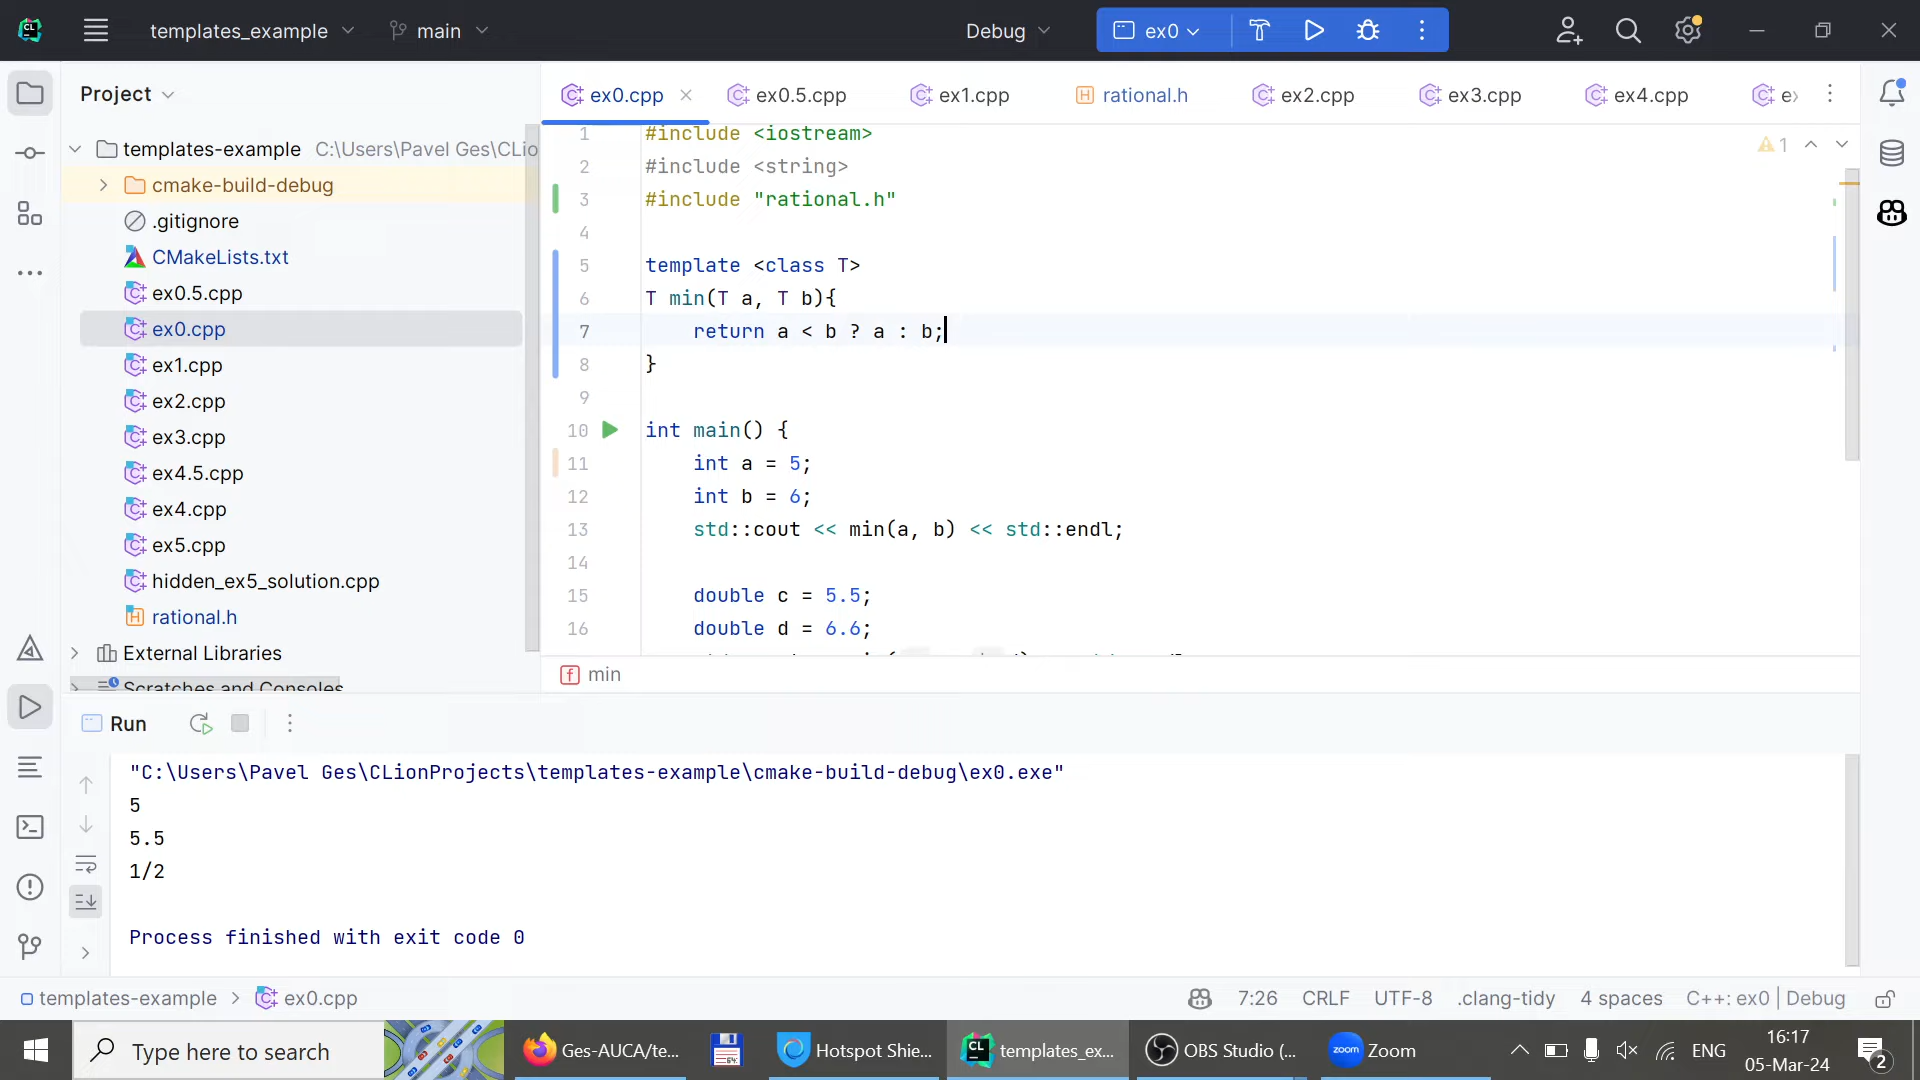 templates_example
main
Debug
ex0
Project
ex0.cpp
ex0.5.cpp
ex1.cpp
rational.h
ex2.cpp
ex3.cpp
ex4.cpp
templates-example C:\Users\Pavel Ges\CLio
cmake-build-debug
.gitignore
CMakeLists.txt
ex0.5.cpp
ex0.cpp
ex1.cpp
ex2.cpp
ex3.cpp
ex4.5.cpp
ex4.cpp
ex5.cpp
hidden_ex5_solution.cpp
rational.h
External Libraries
Scratches and Consoles
1 #include <iostream>
2 #include <string>
3 #include "rational.h"
4
5 template <class T>
6 T min(T a, T b){
7 return a < b ? a : b;
8 }
9
10 int main() {
11 int a = 5;
12 int b = 6;
13 std::cout << min(a, b) << std::endl;
14
15 double c = 5.5;
16 double d = 6.6;
1
min
Run
"C:\Users\Pavel Ges\CLionProjects\templates-example\cmake-build-debug\ex0.exe"
5
5.5
1/2
Process finished with exit code 0
templates-example > ex0.cpp
7:26 CRLF UTF-8 .clang-tidy 4 spaces C++: ex0 | Debug
Type here to search
Ges-AUCA/te...
Hotspot Shie...
templates_ex...
OBS Studio (...
zoom Zoom
ENG
16:17
05-Mar-24
2